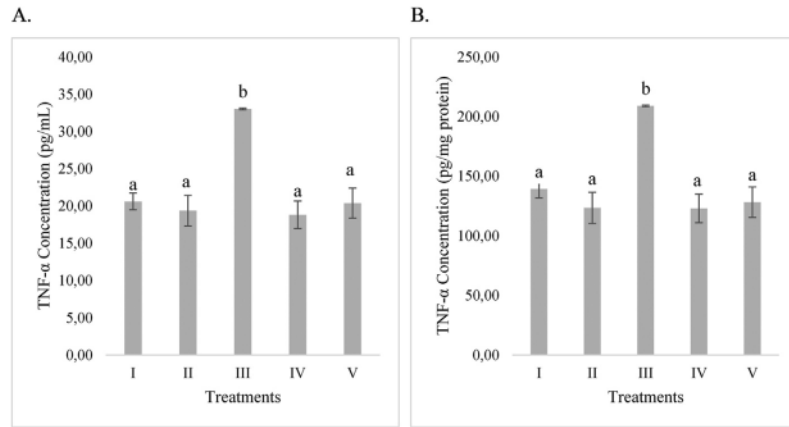 A.
TNF-α Concentration (pg/mL)
40,00
35,00
30,00
25,00
20,00
15,00
10,00
5,00
0,00
a
a
b
a
a
I II III IV V
Treatments
B.
TNF-α Concentration (pg/mg protein)
250,00
200,00
150,00
100,00
50,00
0,00
a
a
b
a
a
I II III IV V
Treatments